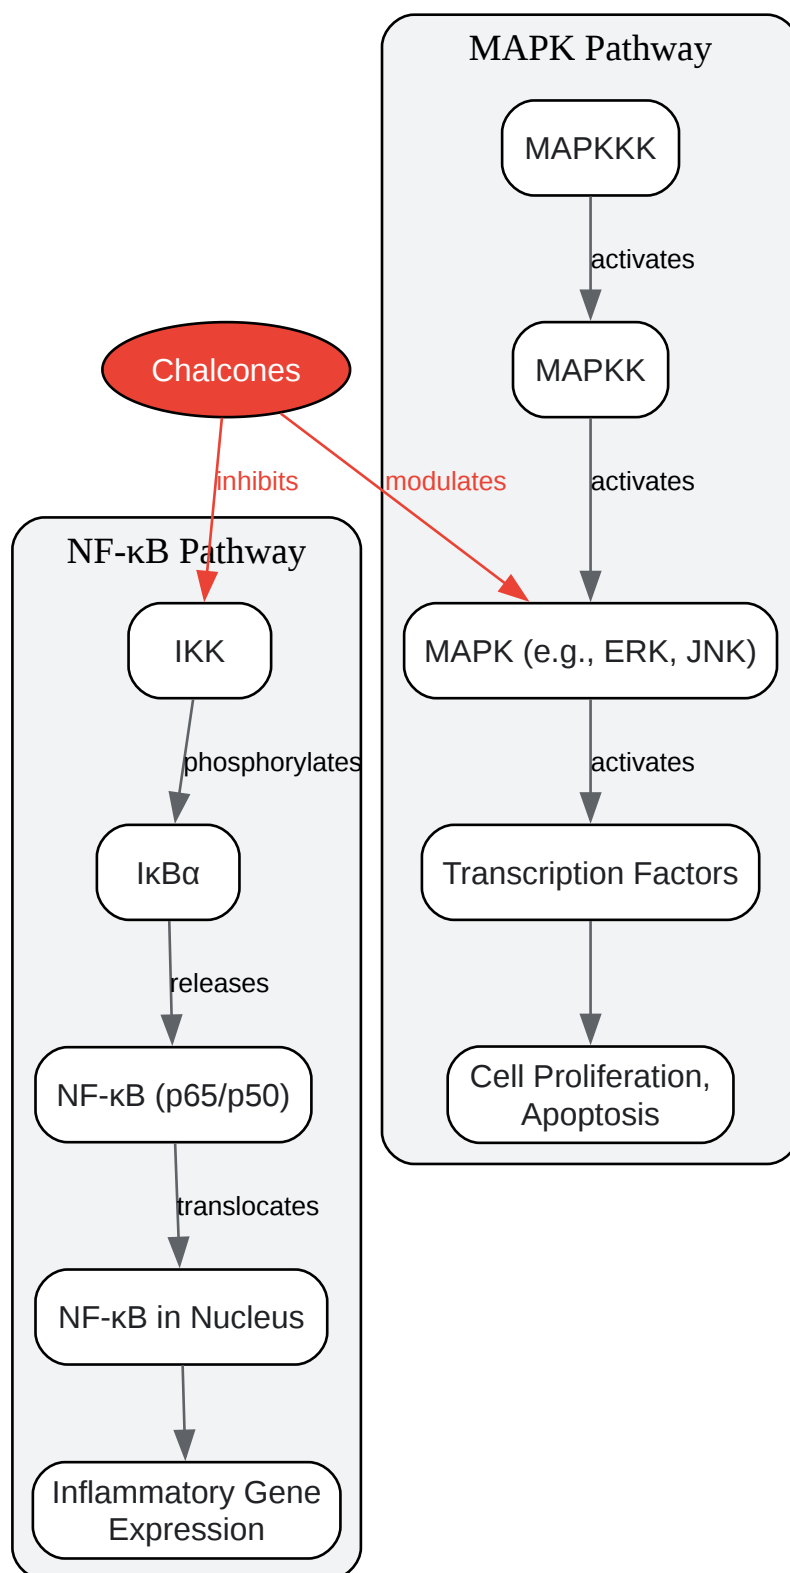 MAPK Pathway
MAPKKK
activates
MAPKK
activates
Chalcones
inhibits
modulates
NF-κB Pathway
IKK
MAPK (e.g., ERK, JNK)
phosphorylates
activates
IκBα
Transcription Factors
releases
NF-κB (p65/p50)
Cell Proliferation,
Apoptosis
translocates
NF-κB in Nucleus
Inflammatory Gene
Expression